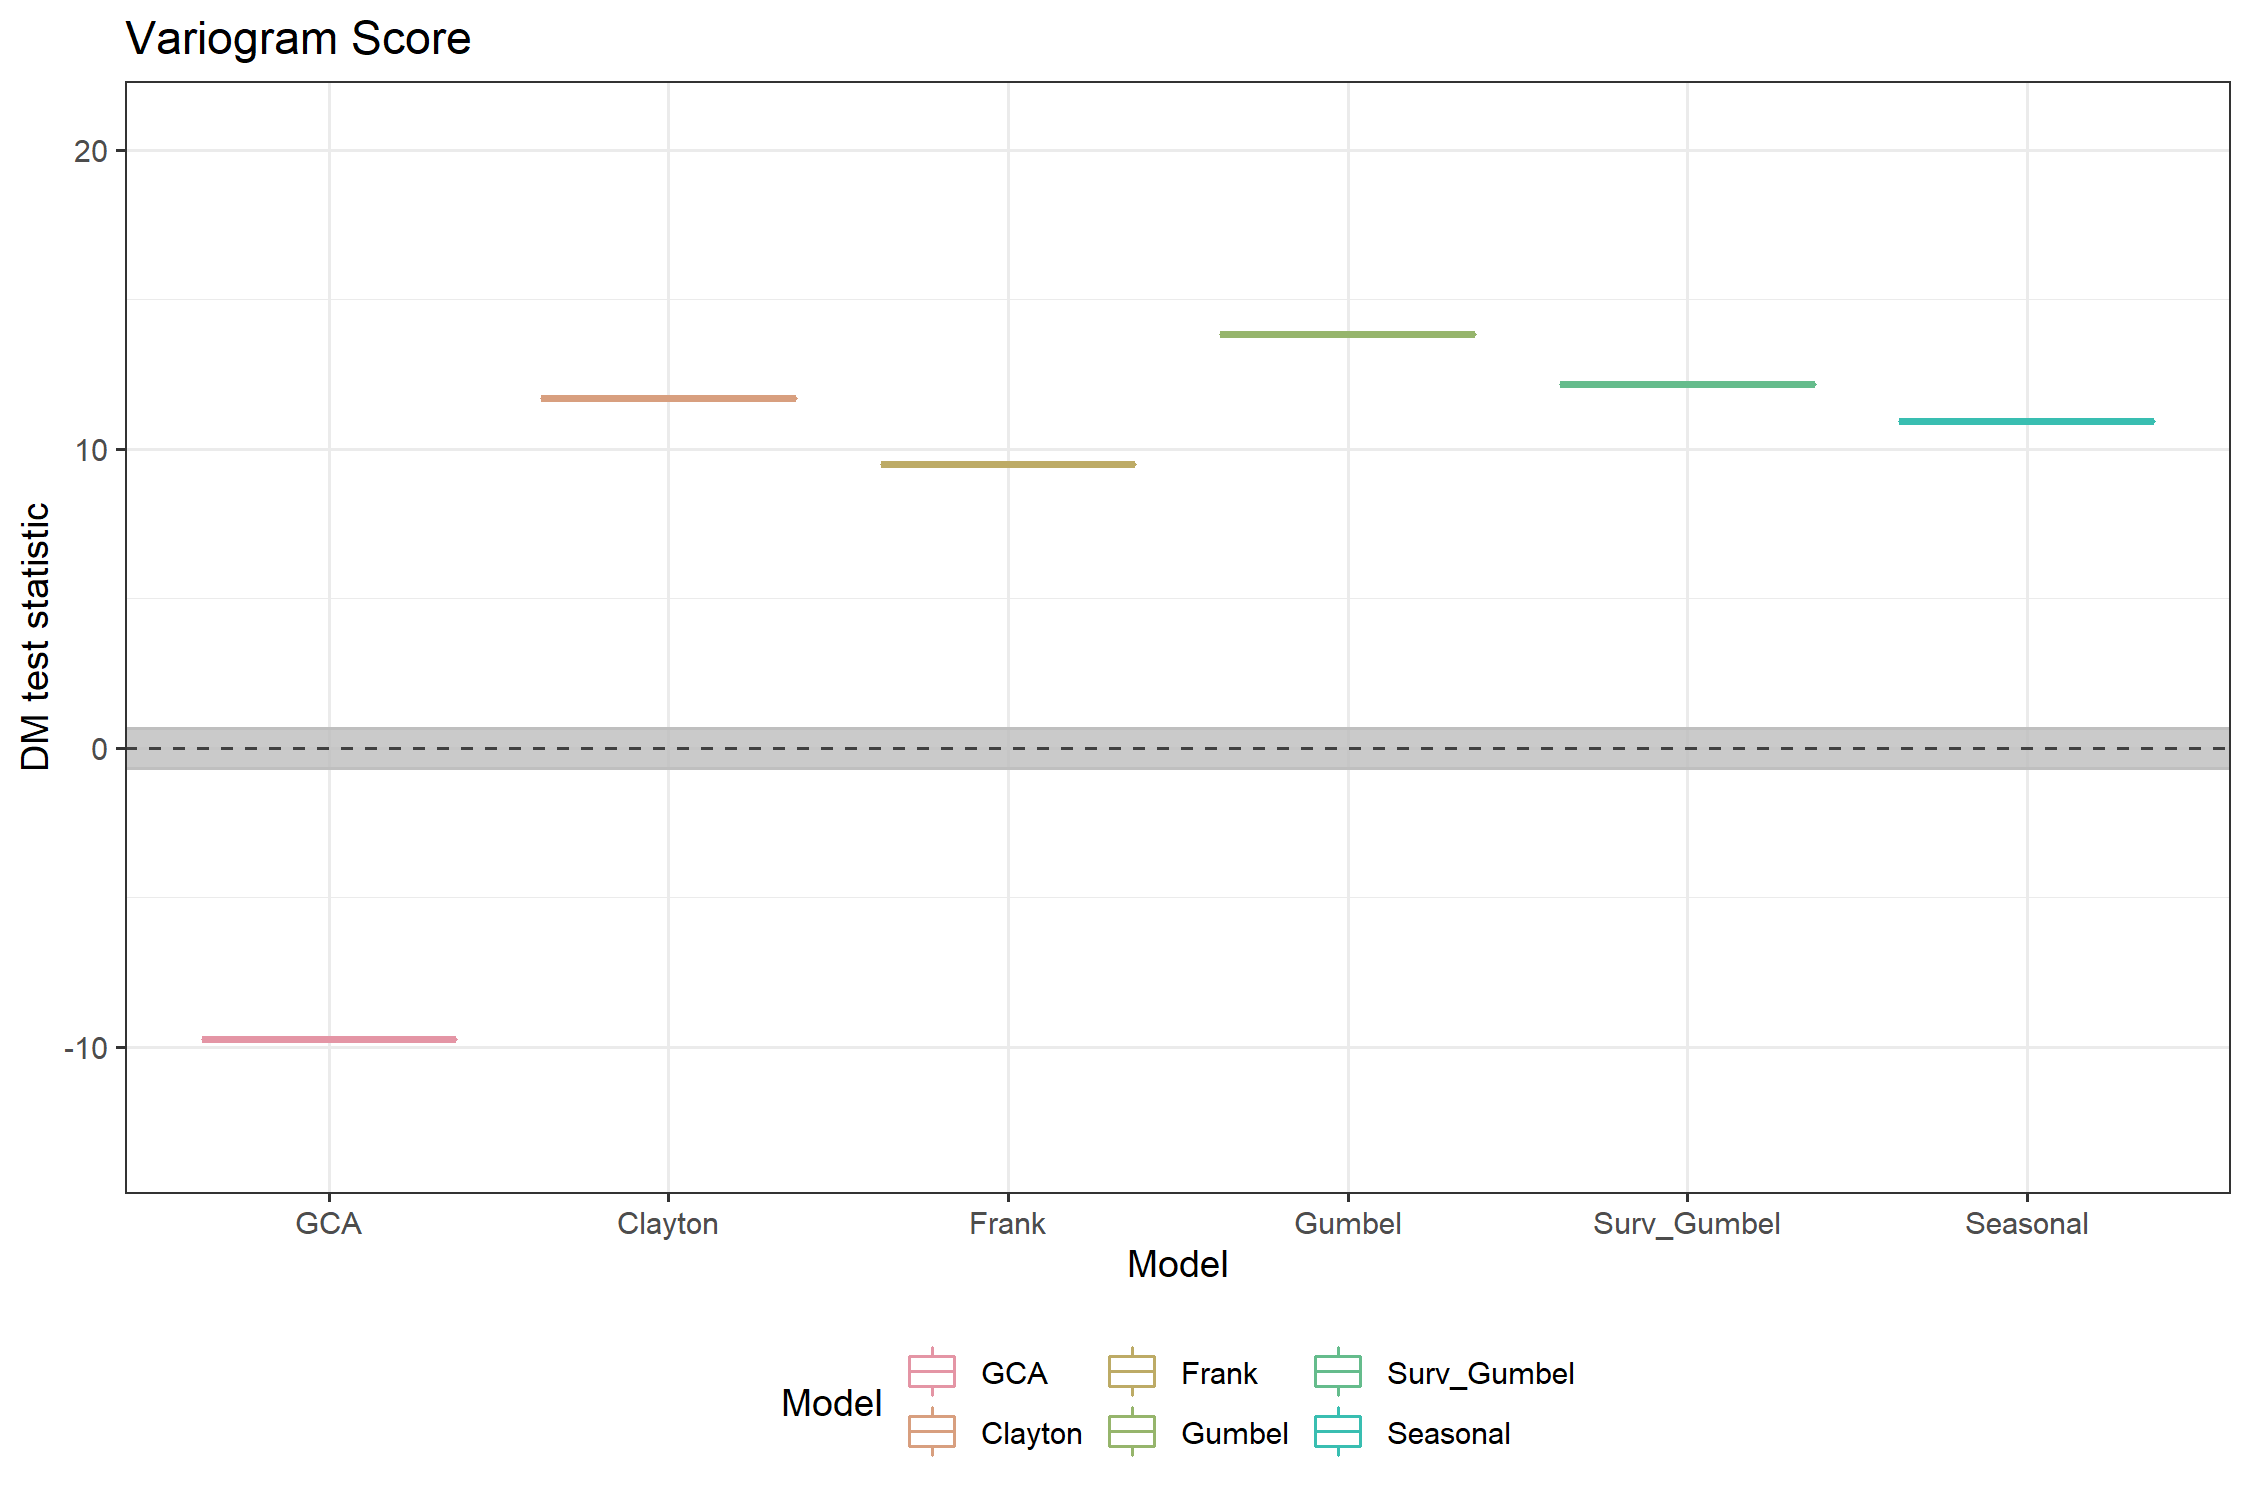 Variogram Score
DM test statistic
20
10
0
-10
GCA Clayton Frank Gumbel Surv_Gumbel Seasonal
Model
Model
GCA Frank Surv_Gumbel
Clayton Gumbel Seasonal